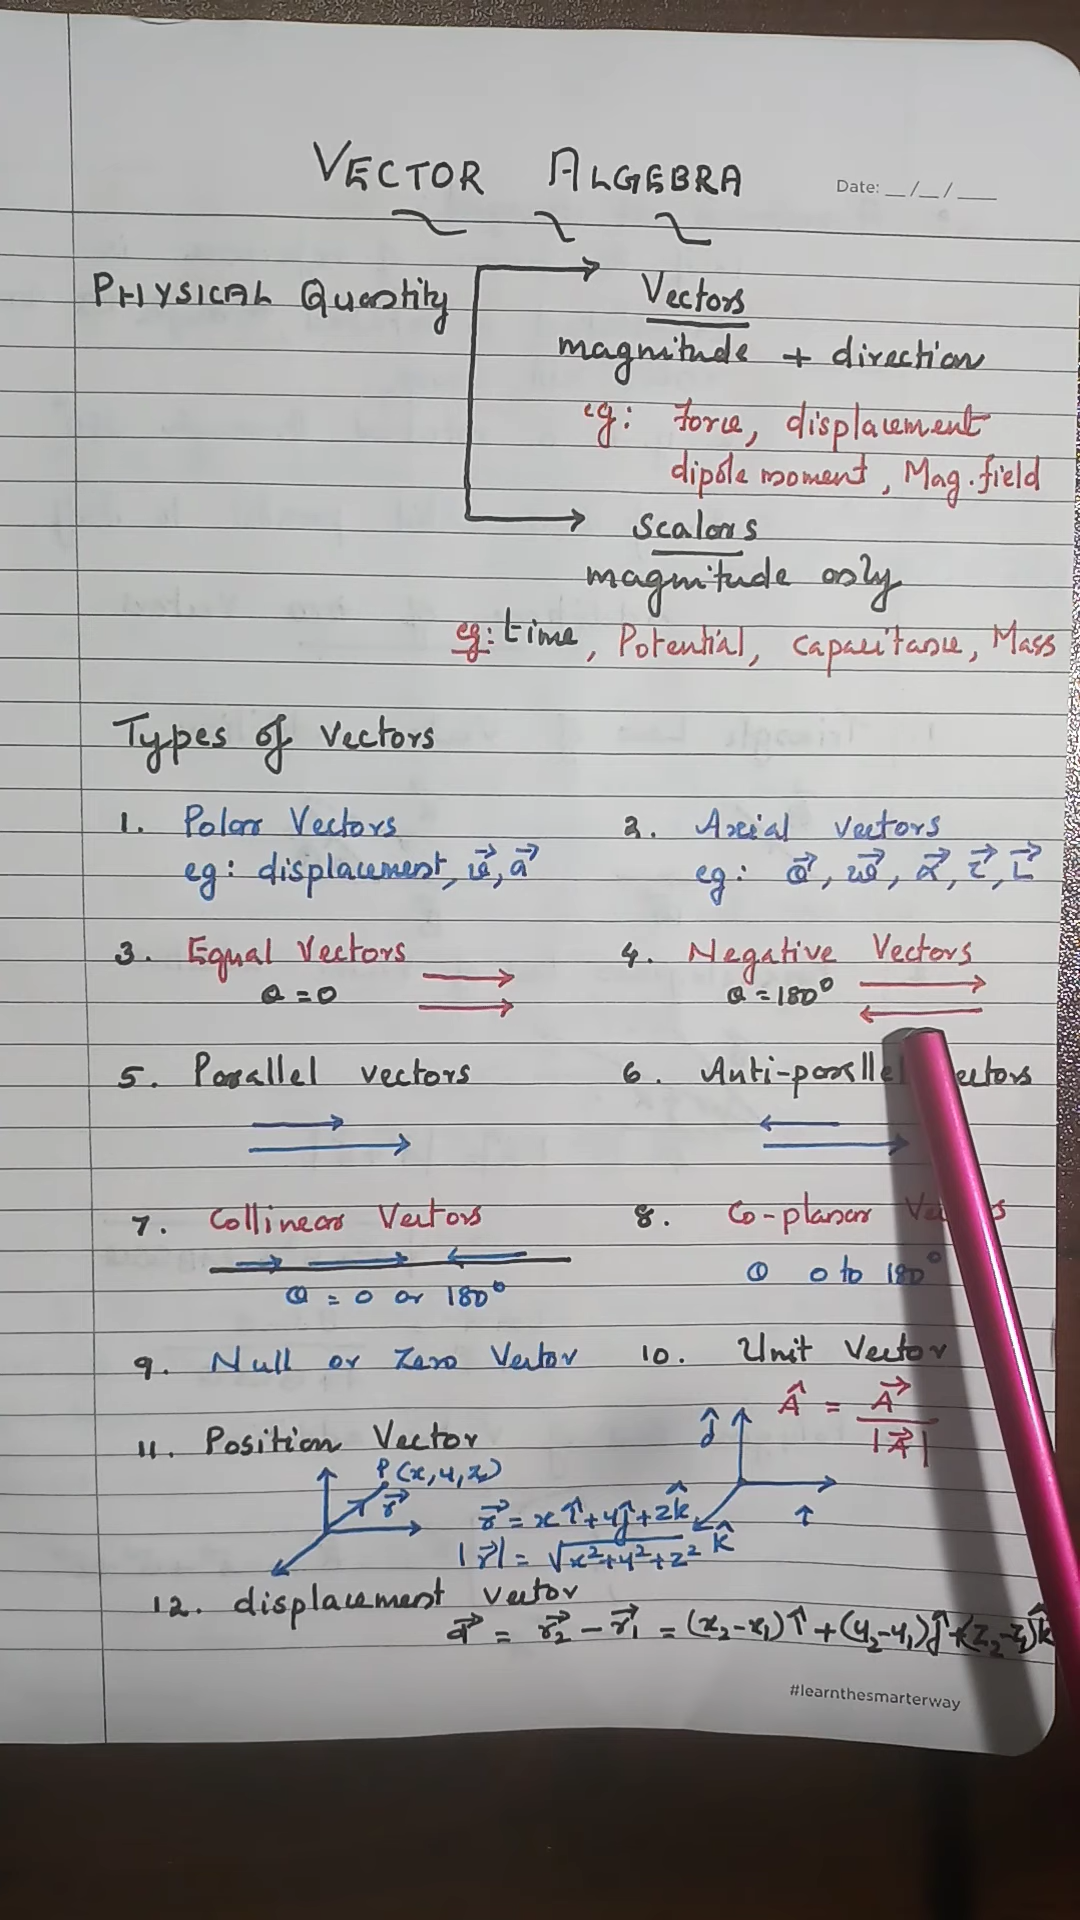 VECTOR ALGEBRA
Date: __/__/___
PHYSICAL Quantity
Vectors
magnitude + direction
eg: force, displacement
dipole moment, Mag. field
Scalars
magnitude only
eg: time, Potential, Capacitance, Mass
Types of Vectors
1. Polar Vectors
eg: displacement, v⃗, a⃗
2. Axial vectors
eg: θ⃗, ω⃗, α⃗, τ⃗, L⃗
3. Equal Vectors
θ = 0
4. Negative Vectors
θ = 180°
5. Parallel vectors
6. Anti-parallel vectors
7. Collinear Vectors
θ = 0 or 180°
8. Co-planar
θ 0 to 180°
9. Null or Zero Vector
10. Unit Vector
Â = A⃗ / |A⃗|
ĵ
î
k̂
11. Position Vector
P(x, y, z)
r⃗
r⃗ = xî + yĵ + zk̂
|r⃗| = √x² + y² + z²
12. displacement vector
r⃗ = r⃗₂ − r⃗₁ = (x₂−x₁)î + (y₂−y₁)ĵ + (z₂−z₁)k̂
#learnthesmarterway